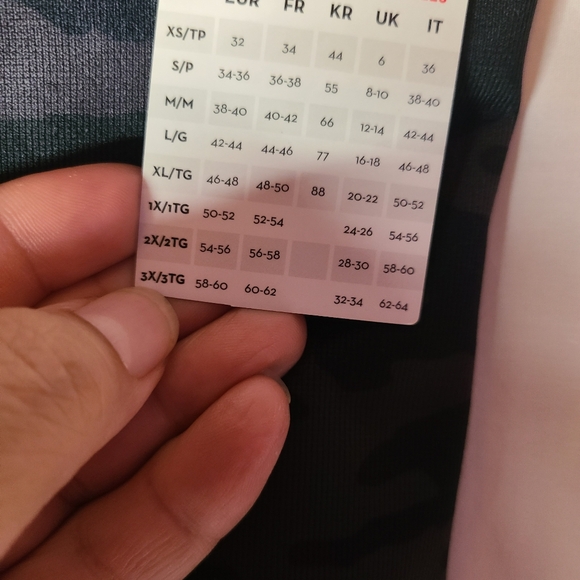 EUR FR KR UK IT
XS/TP 32 34 44 6 36
S/P 34-36 36-38 55 8-10 38-40
M/M 38-40 40-42 66 12-14 42-44
L/G 42-44 44-46 77 16-18 46-48
XL/TG 46-48 48-50 88 20-22 50-52
1X/1TG 50-52 52-54 24-26 54-56
2X/2TG 54-56 56-58 28-30 58-60
3X/3TG 58-60 60-62 32-34 62-64